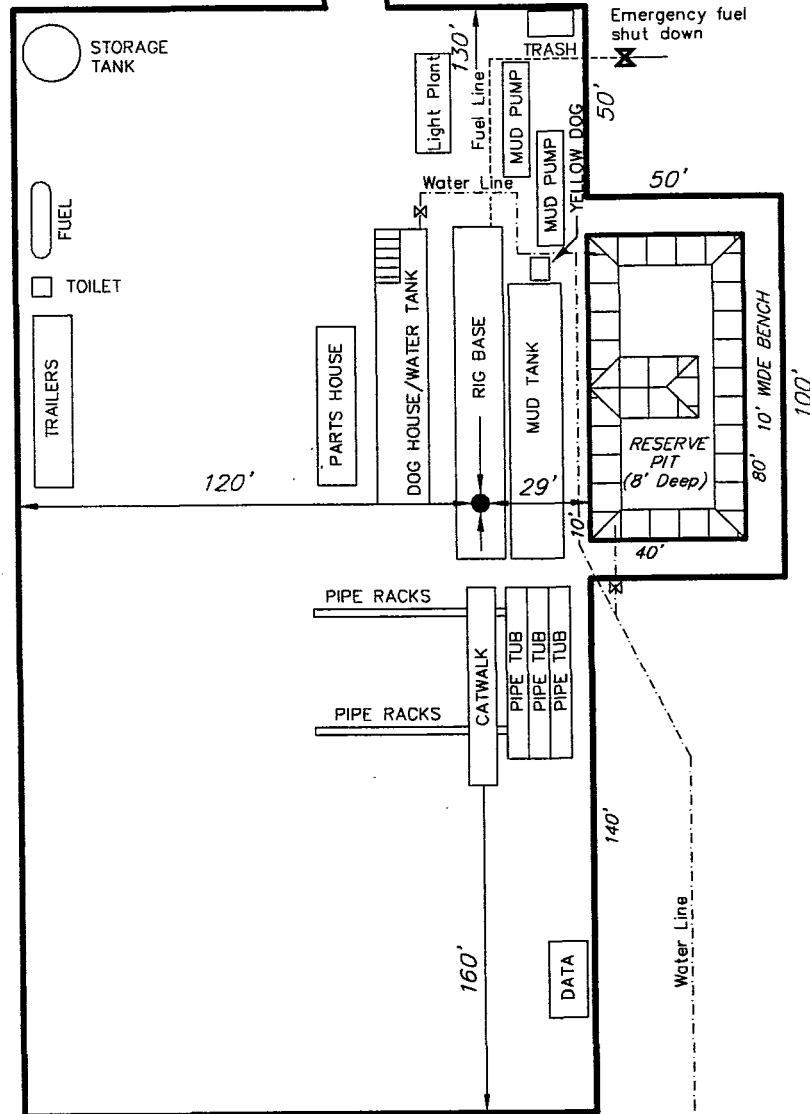 Emergency fuel
shut down
STORAGE
TANK
TRASH
130'
Light Plant
Fuel Line
MUD PUMP
50'
MUD PUMP
YELLOW DOG
Water Line
50'
FUEL
TOILET
TRAILERS
PARTS HOUSE
DOG HOUSE/WATER TANK
RIG BASE
MUD TANK
RESERVE
PIT
(8' Deep)
80'
10' WIDE BENCH
100'
120'
29'
10'
40'
PIPE RACKS
CATWALK
PIPE TUB
PIPE TUB
PIPE TUB
PIPE RACKS
140'
160'
DATA
Water Line